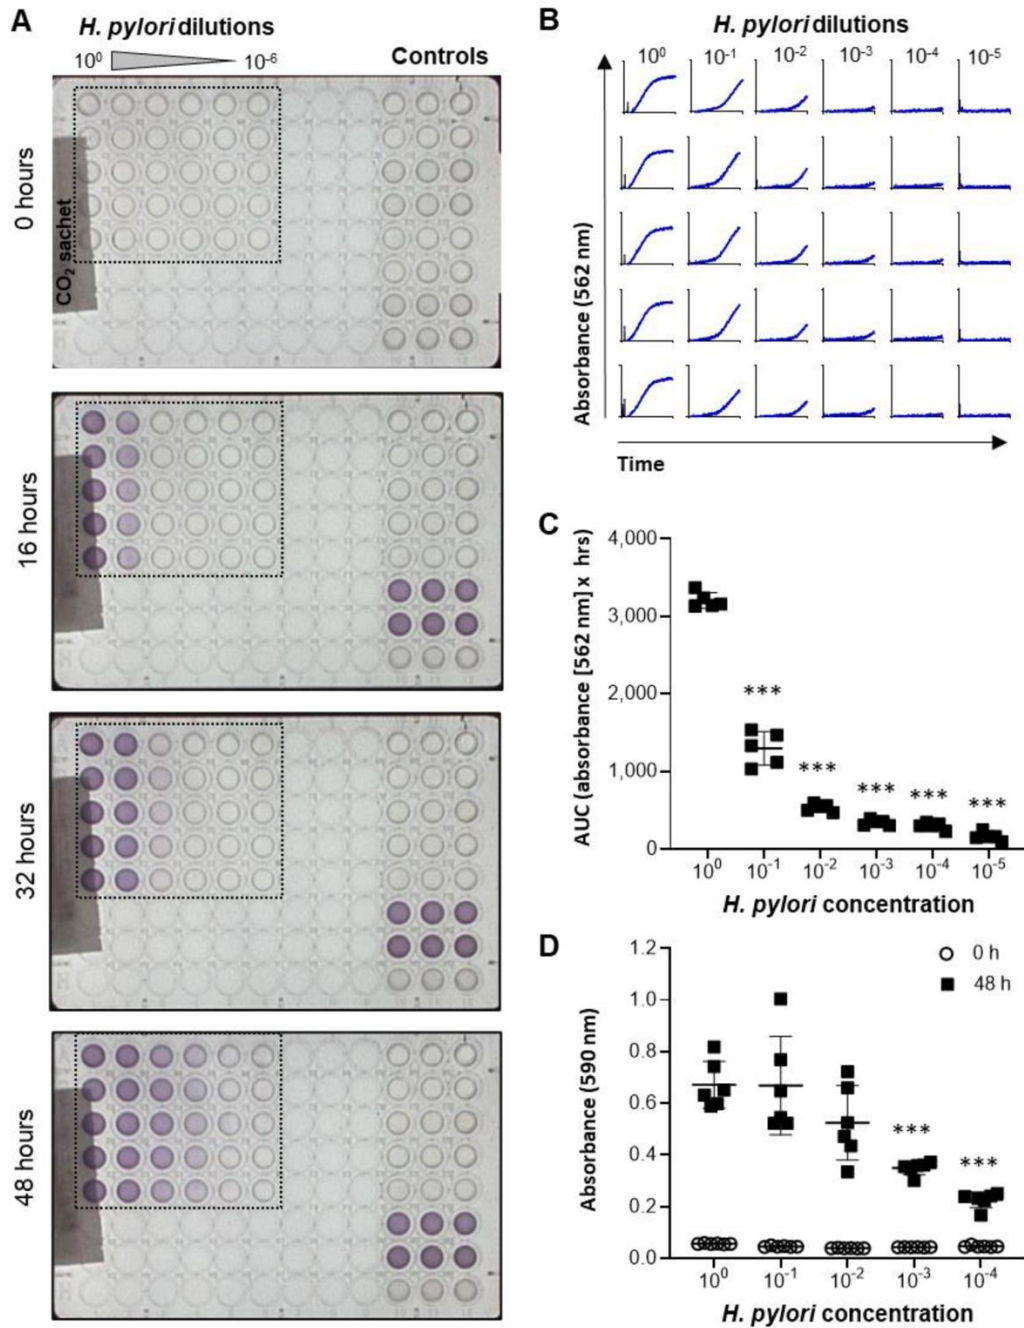 A
H. pylori dilutions
10⁰ 10⁻⁶
Controls
0 hours
CO₂ sachet
16 hours
32 hours
48 hours
B
H. pylori dilutions
10⁰ 10⁻¹ 10⁻² 10⁻³ 10⁻⁴ 10⁻⁵
Absorbance (562 nm)
Time
C
AUC (absorbance [562 nm] x hrs)
4,000
3,000
2,000
1,000
0
***
*** *** *** ***
10⁰ 10⁻¹ 10⁻² 10⁻³ 10⁻⁴ 10⁻⁵
H. pylori concentration
D
Absorbance (590 nm)
1.2
1.0
0.8
0.6
0.4
0.2
0.0
0 h
48 h
***
***
10⁰ 10⁻¹ 10⁻² 10⁻³ 10⁻⁴
H. pylori concentration